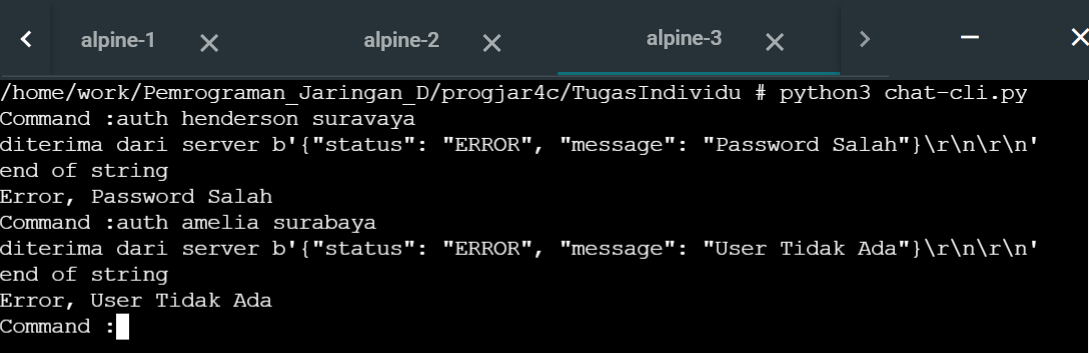 alpine-1 alpine-2 alpine-3
/home/work/Pemrograman_Jaringan_D/progjar4c/TugasIndividu # python3 chat-cli.py
Command :auth henderson suravaya
diterima dari server b'{"status": "ERROR", "message": "Password Salah"}\r\n\r\n'
end of string
Error, Password Salah
Command :auth amelia surabaya
diterima dari server b'{"status": "ERROR", "message": "User Tidak Ada"}\r\n\r\n'
end of string
Error, User Tidak Ada
Command :